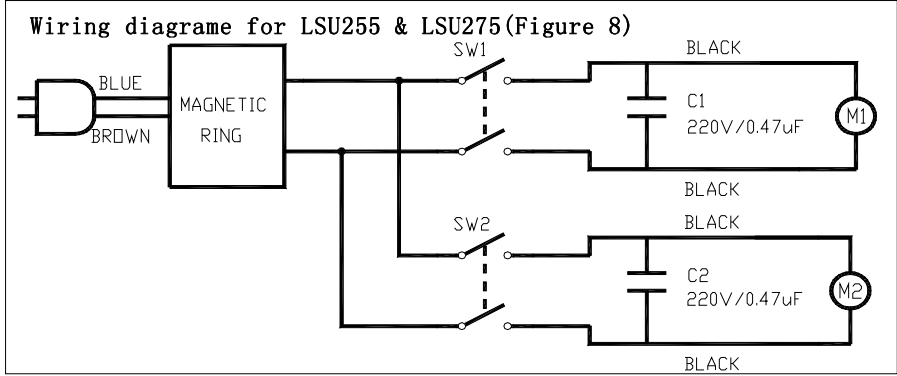 Wiring diagrame for LSU255 & LSU275(Figure 8)
SW1
BLACK
BLUE
MAGNETIC
RING
BROWN
C1
220V/0.47uF
M1
BLACK
SW2
BLACK
C2
220V/0.47uF
M2
BLACK